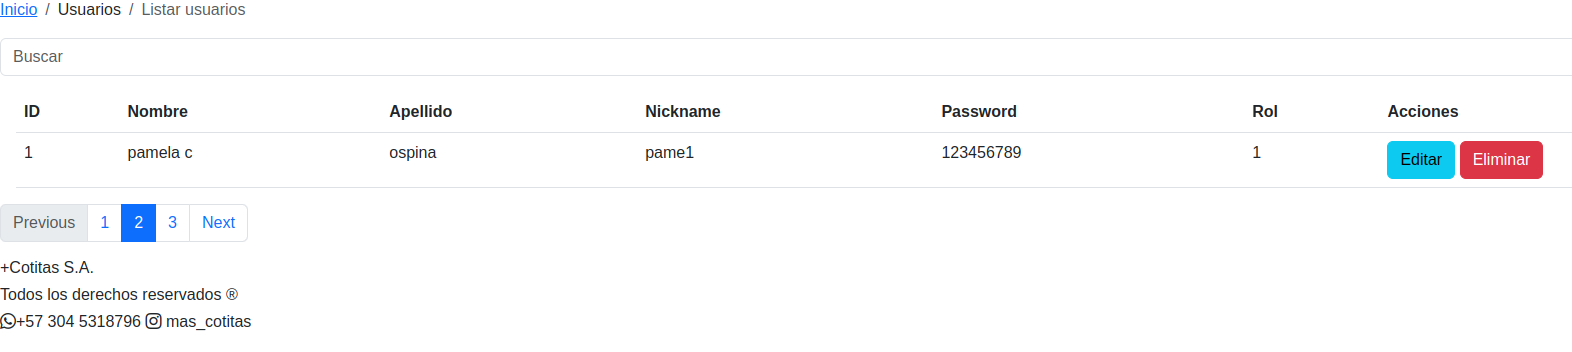 Inicio / Usuarios / Listar usuarios
Buscar
ID Nombre Apellido Nickname Password Rol Acciones
1 pamela c ospina pame1 123456789 1 Editar Eliminar
Previous 1 2 3 Next
+Cotitas S.A.
Todos los derechos reservados ®
+57 304 5318796 mas_cotitas